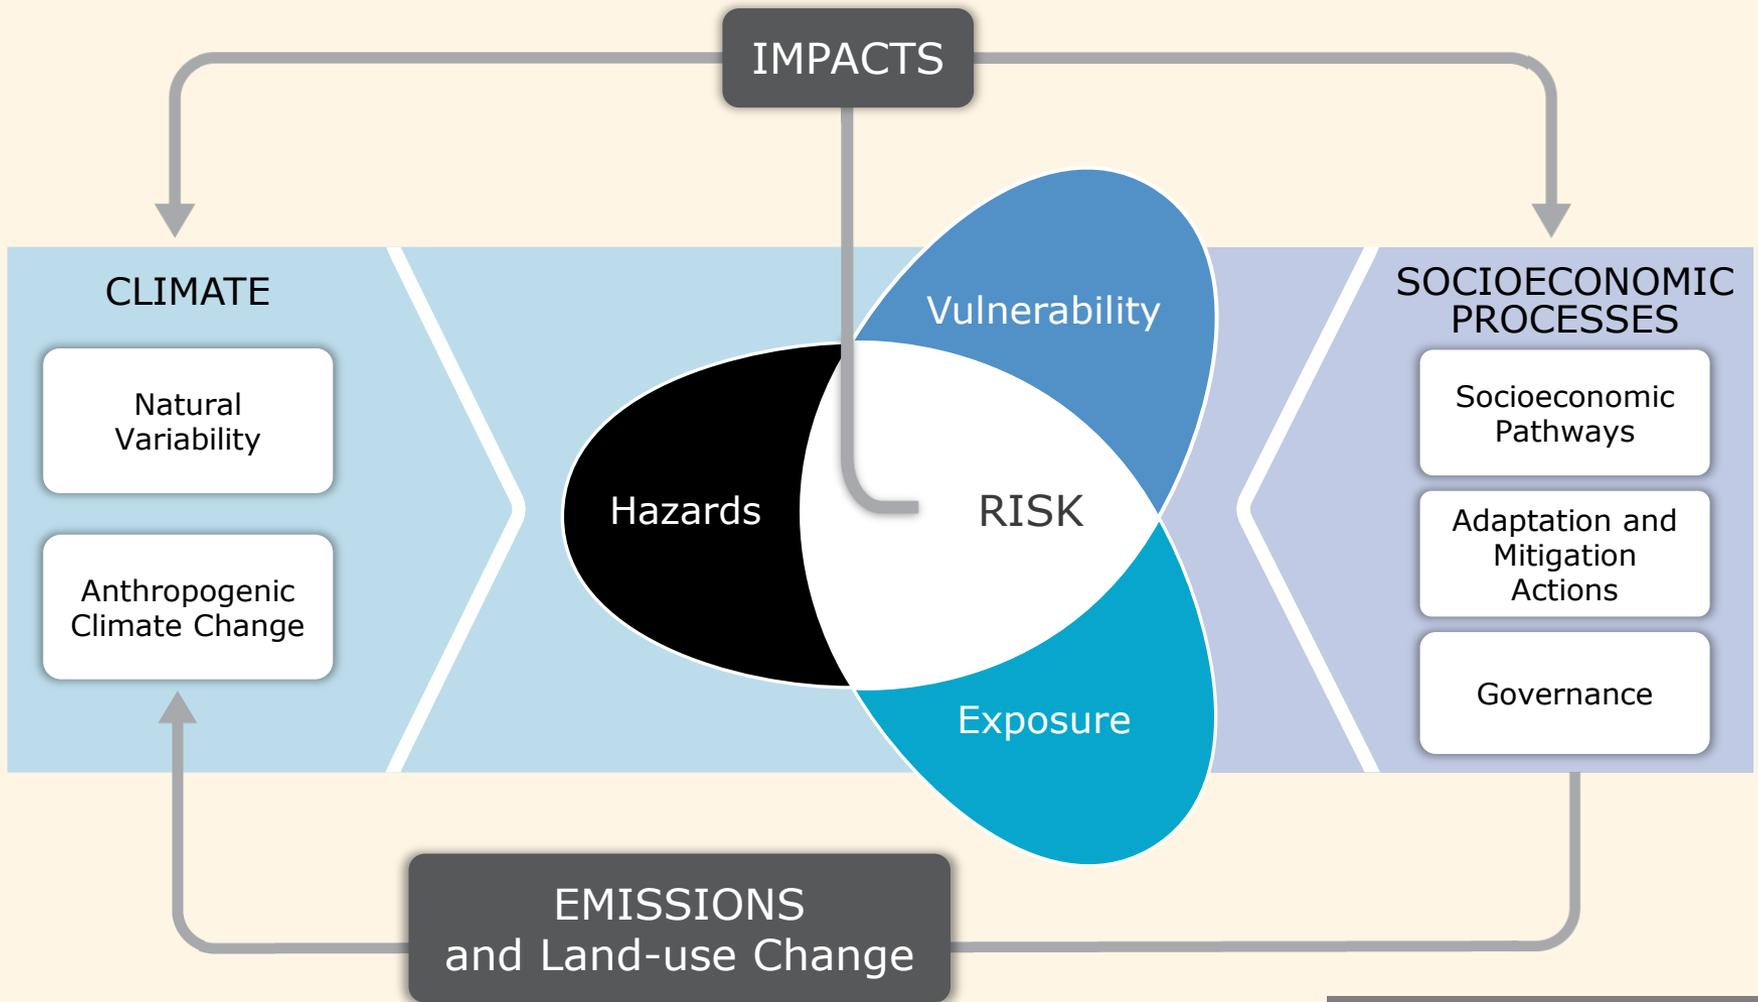 IMPACTS
CLIMATE
Natural
Variability
Anthropogenic
Climate Change
Vulnerability
Hazards
RISK
Exposure
SOCIOECONOMIC
PROCESSES
Socioeconomic
Pathways
Adaptation and
Mitigation
Actions
Governance
EMISSIONS
and Land-use Change